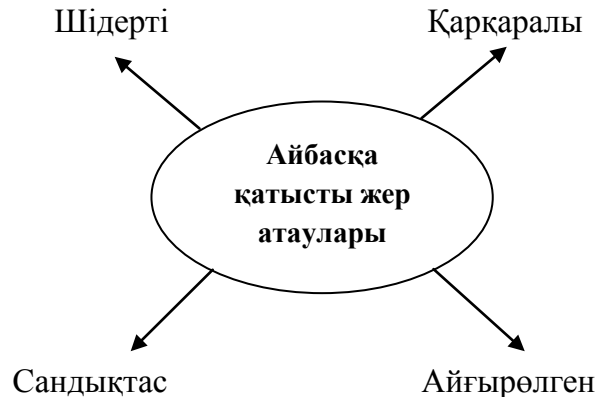 Шідерті
Қарқаралы
Айбасқа
қатысты жер
атаулары
Сандықтас
Айғырөлген